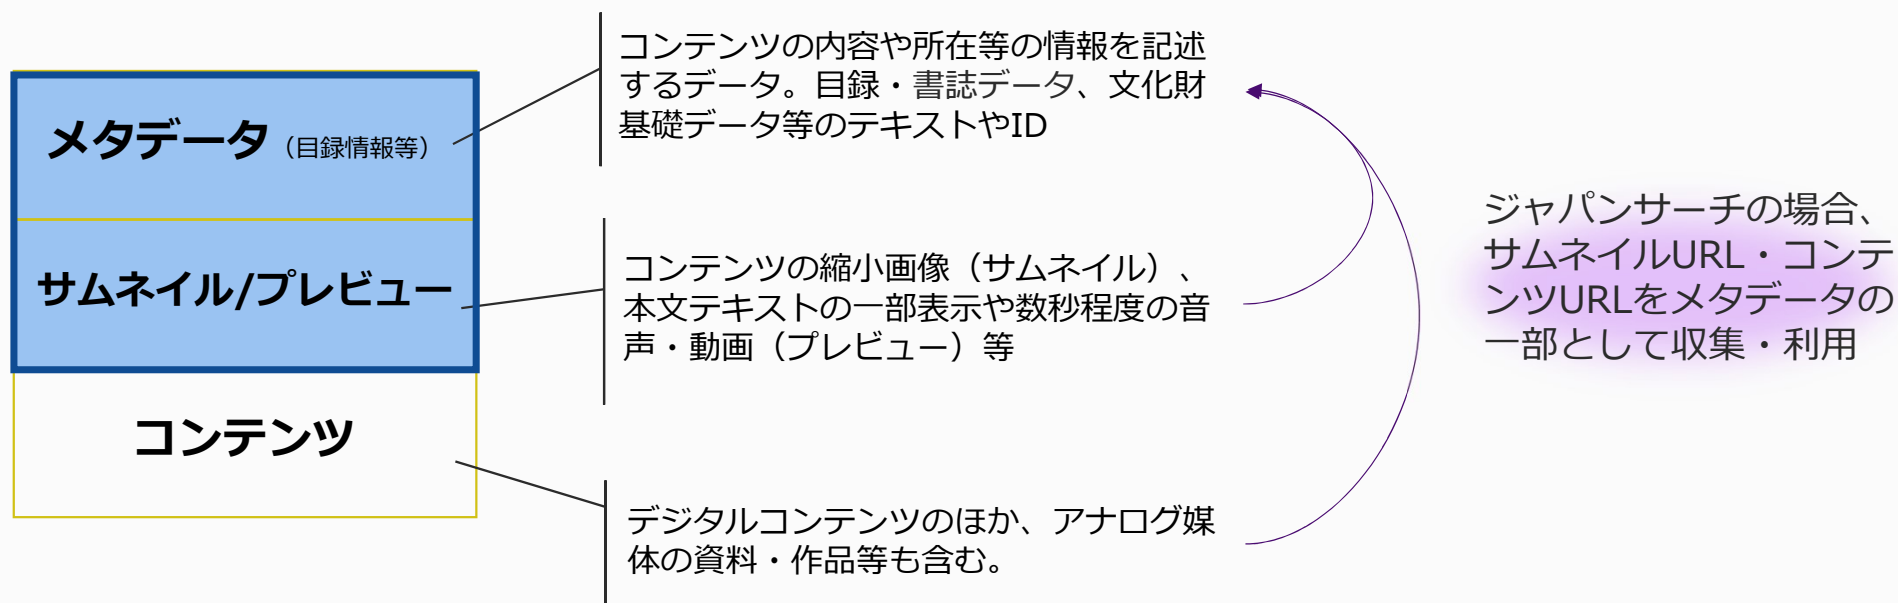 メタデータ（目録情報等）
サムネイル/プレビュー
コンテンツ
コンテンツの内容や所在等の情報を記述
するデータ。目録・書誌データ、文化財
基礎データ等のテキストやID
コンテンツの縮小画像（サムネイル）、
本文テキストの一部表示や数秒程度の音
声・動画（プレビュー）等
デジタルコンテンツのほか、アナログ媒
体の資料・作品等も含む。
ジャパンサーチの場合、
サムネイルURL・コンテ
ンツURLをメタデータの
一部として収集・利用